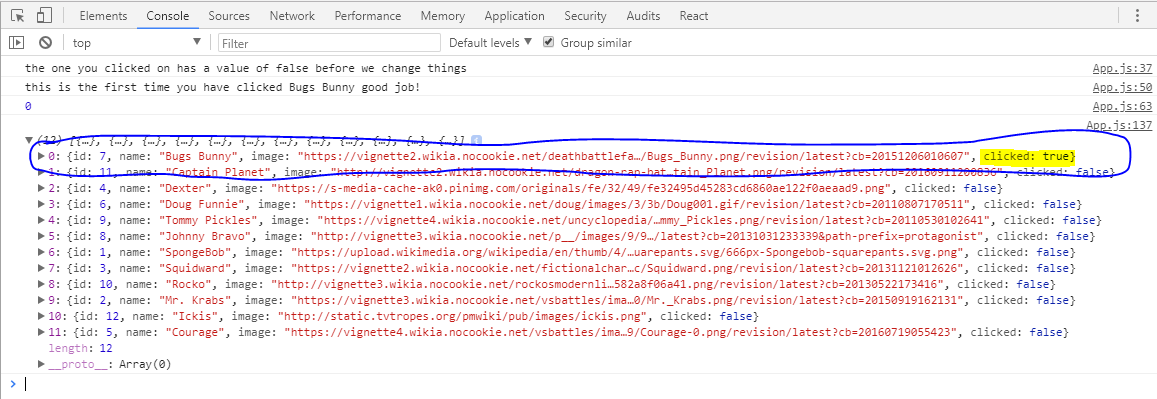 Elements Console Sources Network Performance Memory Application Security Audits React
top Filter Default levels Group similar
the one you clicked on has a value of false before we change things App.js:37
this is the first time you have clicked Bugs Bunny good job! App.js:50
0 App.js:63
App.js:137
(12) [{…}, {…}, {…}, {…}, {…}, {…}, {…}, {…}, {…}, {…}, {…}, {…}]
0: {id: 7, name: "Bugs Bunny", image: "https://vignette2.wikia.nocookie.net/deathbattlefa…/Bugs_Bunny.png/revision/latest?cb=20151206010607", clicked: true}
1: {id: 11, name: "Captain Planet", image: clicked: false}
2: {id: 4, name: "Dexter", image: "https://s-media-cache-ak0.pinimg.com/originals/fe/32/49/fe32495d45283cd6860ae122f0aeaad9.png", clicked: false}
3: {id: 6, name: "Doug Funnie", image: "https://vignette1.wikia.nocookie.net/doug/images/3/3b/Doug001.gif/revision/latest?cb=20110807170511", clicked: false}
4: {id: 9, name: "Tommy Pickles", image: "https://vignette4.wikia.nocookie.net/uncyclopedia/…mmy_Pickles.png/revision/latest?cb=20110530102641", clicked: false}
5: {id: 8, name: "Johnny Bravo", image: "http://vignette3.wikia.nocookie.net/p__/images/9/9…/latest?cb=20131031233339&path-prefix=protagonist", clicked: false}
6: {id: 1, name: "SpongeBob", image: "https://upload.wikimedia.org/wikipedia/en/thumb/4/…uarepants.svg/666px-Spongebob-squarepants.svg.png", clicked: false}
7: {id: 3, name: "Squidward", image: "https://vignette2.wikia.nocookie.net/fictionalchar…c/Squidward.png/revision/latest?cb=20131121012626", clicked: false}
8: {id: 10, name: "Rocko", image: "http://vignette3.wikia.nocookie.net/rockosmodernli…582a8f06a41.png/revision/latest?cb=20130522173416", clicked: false}
9: {id: 2, name: "Mr. Krabs", image: "https://vignette3.wikia.nocookie.net/vsbattles/ima…0/Mr._Krabs.png/revision/latest?cb=20150919162131", clicked: false}
10: {id: 12, name: "Ickis", image: "http://static.tvtropes.org/pmwiki/pub/images/ickis.png", clicked: false}
11: {id: 5, name: "Courage", image: "https://vignette4.wikia.nocookie.net/vsbattles/ima…9/Courage-0.png/revision/latest?cb=20160719055423", clicked: false}
length: 12
__proto__: Array(0)